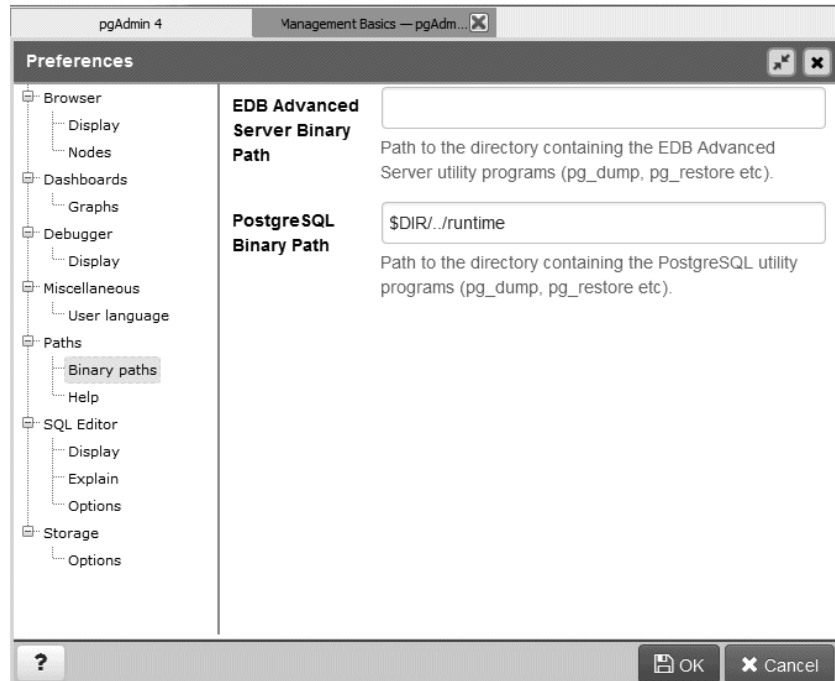 pgAdmin 4
Management Basics — pgAdm...
Preferences
Browser
Display
Nodes
Dashboards
Graphs
Debugger
Display
Miscellaneous
User language
Paths
Binary paths
Help
SQL Editor
Display
Explain
Options
Storage
Options
EDB Advanced
Server Binary
Path
Path to the directory containing the EDB Advanced
Server utility programs (pg_dump, pg_restore etc).
PostgreSQL
Binary Path
$DIR/../runtime
Path to the directory containing the PostgreSQL utility
programs (pg_dump, pg_restore etc).
?
OK
Cancel